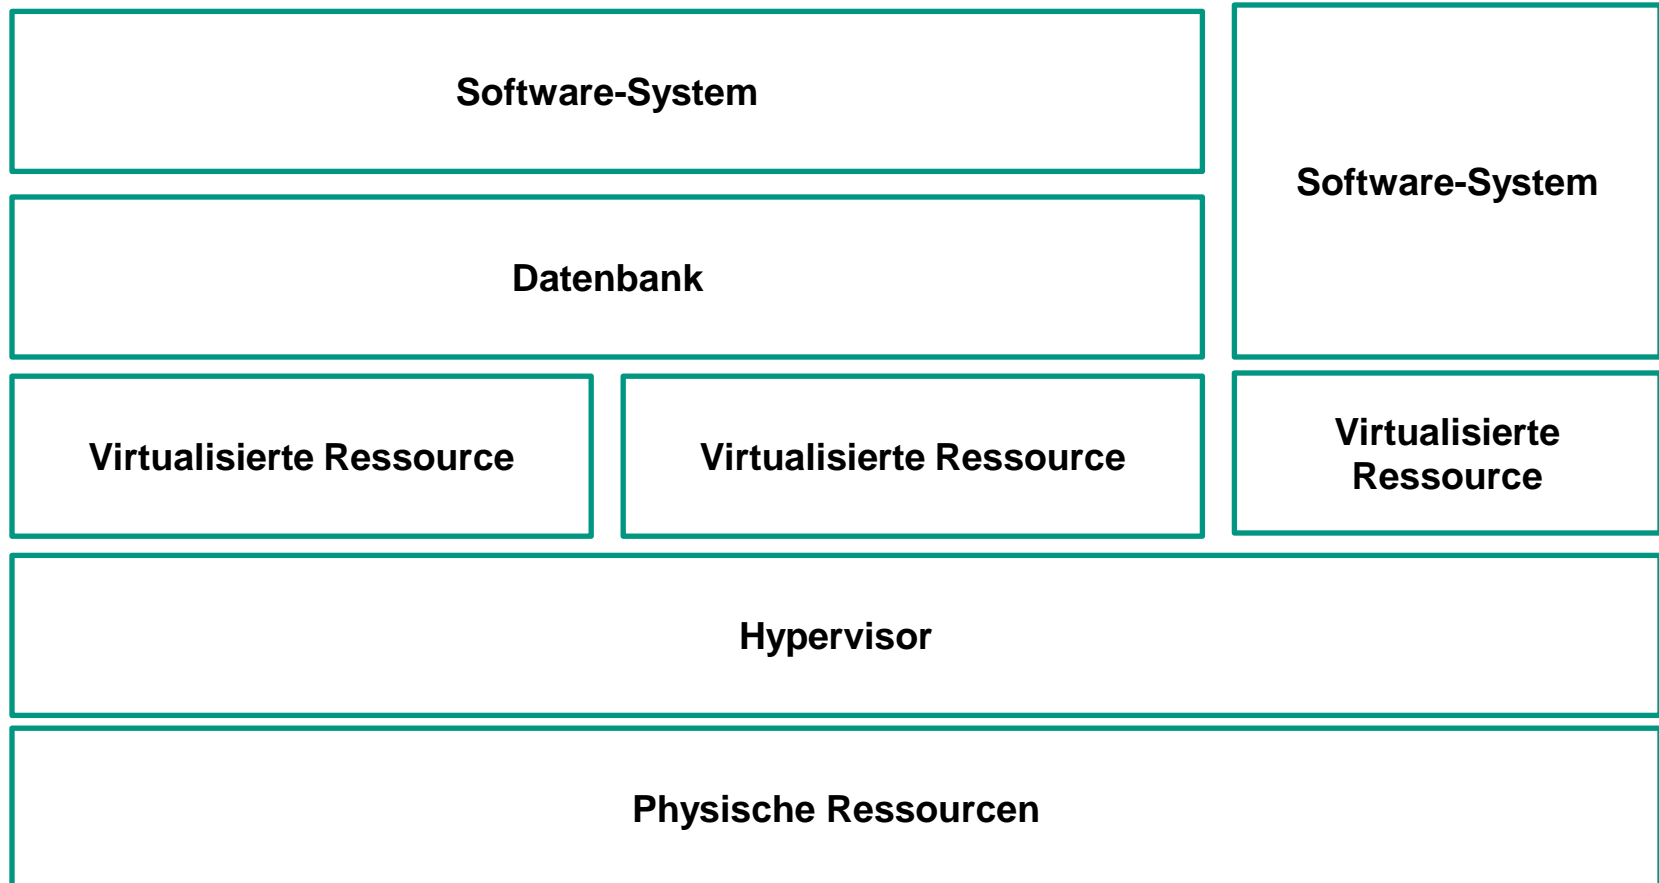 Software-System
Software-System
Datenbank
Virtualisierte Ressource
Virtualisierte Ressource
Virtualisierte
Ressource
Hypervisor
Physische Ressourcen